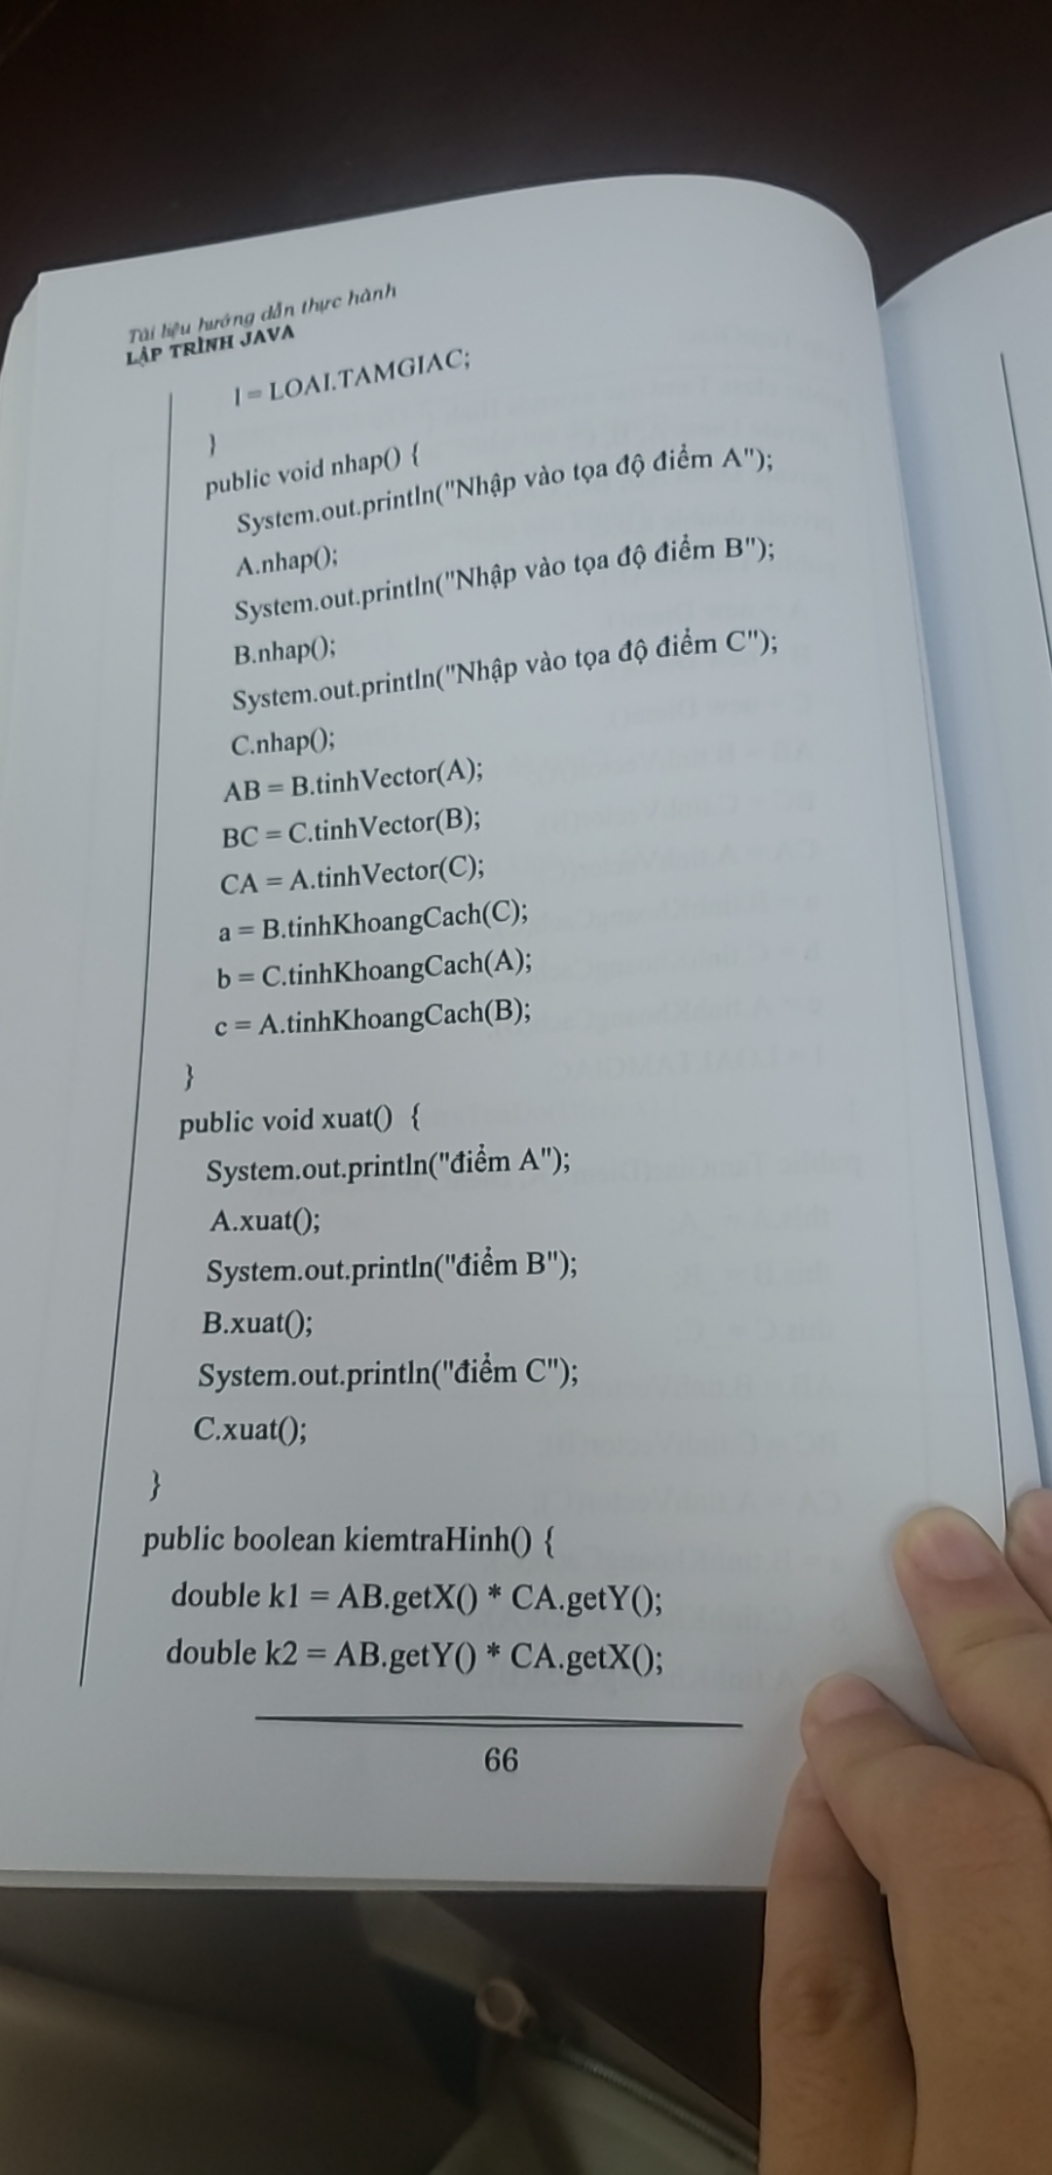 Tài liệu hướng dẫn thực hành
LẬP TRÌNH JAVA
l = LOAI.TAMGIAC;
}
public void nhap() {
System.out.println("Nhập vào tọa độ điểm A");
A.nhap();
System.out.println("Nhập vào tọa độ điểm B");
B.nhap();
System.out.println("Nhập vào tọa độ điểm C");
C.nhap();
AB = B.tinhVector(A);
BC = C.tinhVector(B);
CA = A.tinhVector(C);
a = B.tinhKhoangCach(C);
b = C.tinhKhoangCach(A);
c = A.tinhKhoangCach(B);
}
public void xuat() {
System.out.println("điểm A");
A.xuat();
System.out.println("điểm B");
B.xuat();
System.out.println("điểm C");
C.xuat();
}
public boolean kiemtraHinh() {
double k1 = AB.getX() * CA.getY();
double k2 = AB.getY() * CA.getX();
66